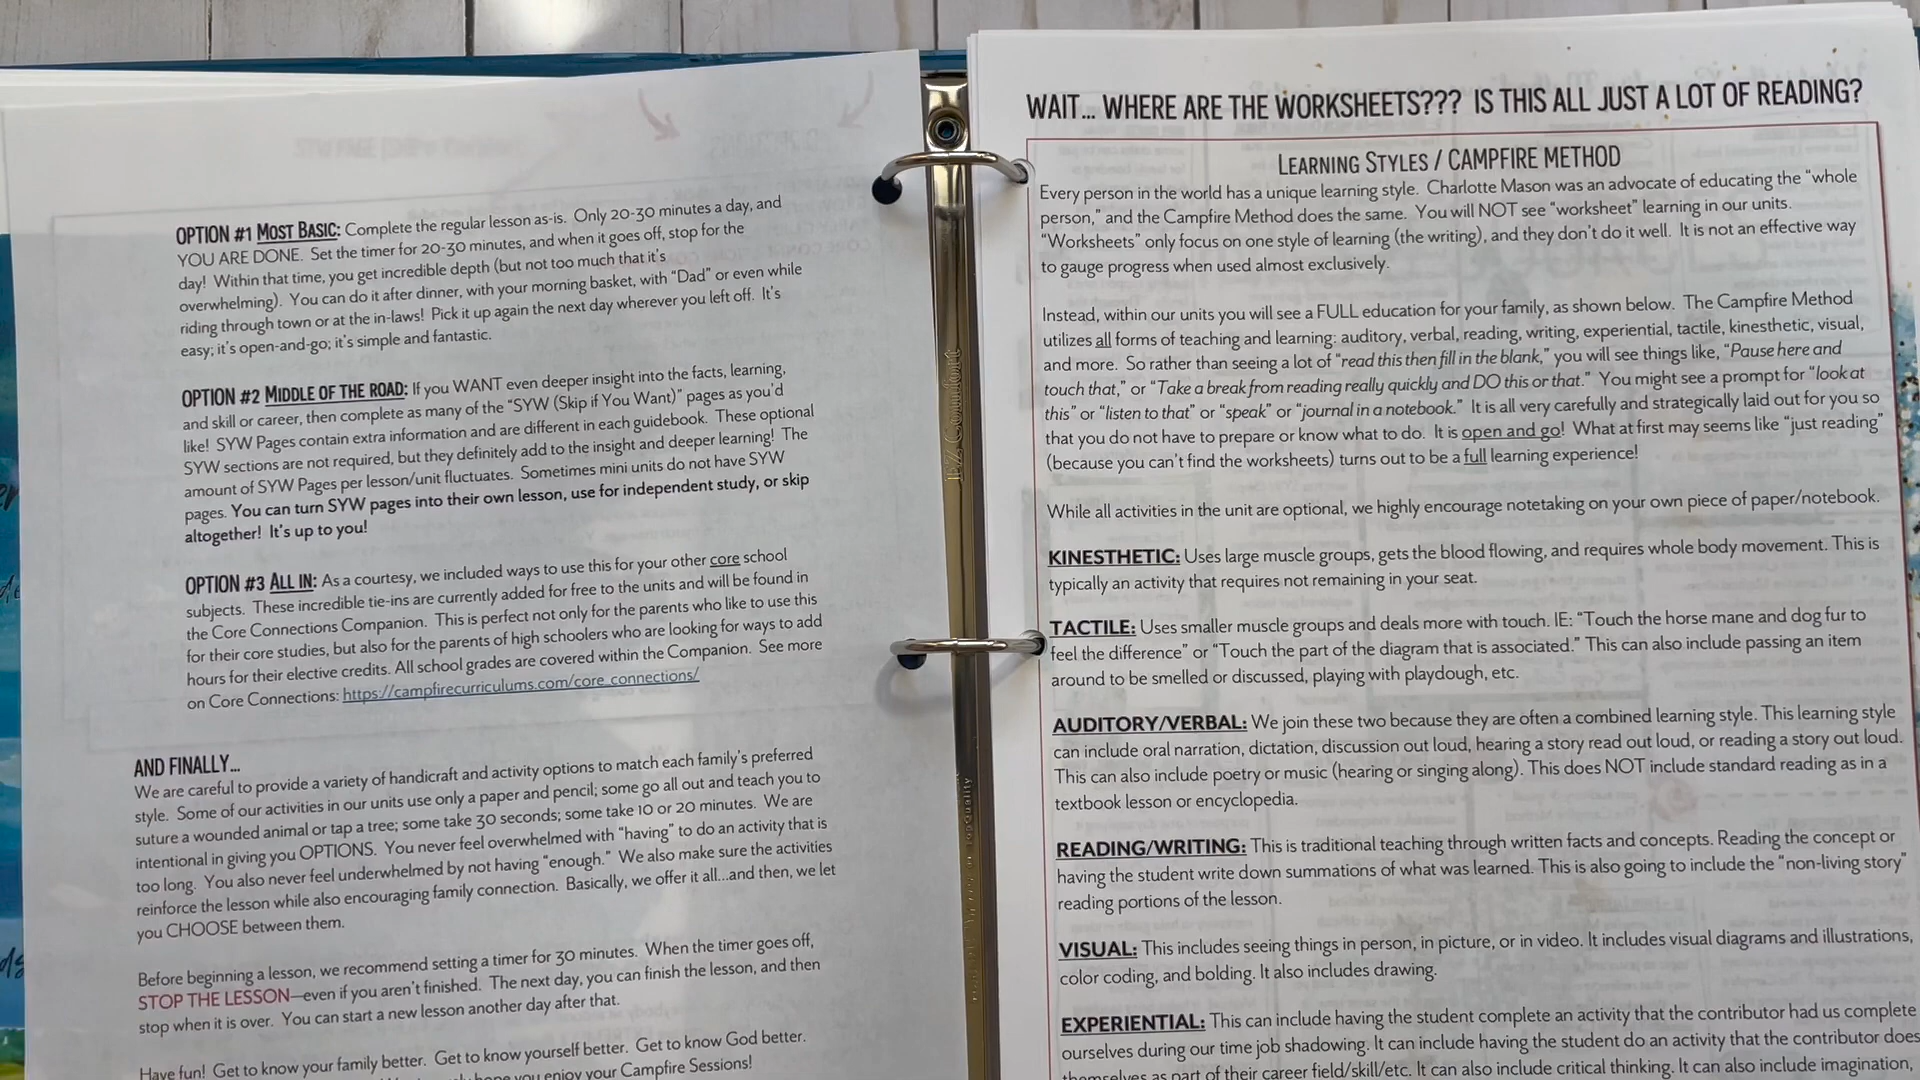 OPTION #1 MOST BASIC: Complete the regular lesson as-is. Only 20-30 minutes a day, and
YOU ARE DONE. Set the timer for 20-30 minutes, and when it goes off, stop for the
day! Within that time, you get incredible depth (but not too much that it's
overwhelming). You can do it after dinner, with your morning basket, with "Dad" or even while
riding through town or at the in-laws! Pick it up again the next day wherever you left off. It's
easy; it's open-and-go; it's simple and fantastic.
OPTION #2 MIDDLE OF THE ROAD: If you WANT even deeper insight into the facts, learning,
and skill or career, then complete as many of the "SYW (Skip if You Want)" pages as you'd
like! SYW Pages contain extra information and are different in each guidebook. These optional
SYW sections are not required, but they definitely add to the insight and deeper learning! The
amount of SYW Pages per lesson/unit fluctuates. Sometimes mini units do not have SYW
pages. You can turn SYW pages into their own lesson, use for independent study, or skip
altogether! It's up to you!
OPTION #3 ALL IN: As a courtesy, we included ways to use this for your other core school
subjects. These incredible tie-ins are currently added for free to the units and will be found in
the Core Connections Companion. This is perfect not only for the parents who like to use this
for their core studies, but also for the parents of high schoolers who are looking for ways to add
hours for their elective credits. All school grades are covered within the Companion. See more
on Core Connections: https://campfirecurriculums.com/core_connections/
AND FINALLY...
We are careful to provide a variety of handicraft and activity options to match each family's preferred
style. Some of our activities in our units use only a paper and pencil; some go all out and teach you to
suture a wounded animal or tap a tree; some take 30 seconds; some take 10 or 20 minutes. We are
intentional in giving you OPTIONS. You never feel overwhelmed with "having" to do an activity that is
too long. You also never feel underwhelmed by not having "enough." We also make sure the activities
reinforce the lesson while also encouraging family connection. Basically, we offer it all...and then, we let
you CHOOSE between them.
Before beginning a lesson, we recommend setting a timer for 30 minutes. When the timer goes off,
STOP THE LESSON—even if you aren't finished. The next day, you can finish the lesson, and then
stop when it is over. You can start a new lesson another day after that.
Have fun! Get to know your family better. Get to know yourself better. Get to know God better.
you enjoy your Campfire Sessions!
WAIT... WHERE ARE THE WORKSHEETS??? IS THIS ALL JUST A LOT OF READING?
LEARNING STYLES / CAMPFIRE METHOD
Every person in the world has a unique learning style. Charlotte Mason was an advocate of educating the "whole
person," and the Campfire Method does the same. You will NOT see "worksheet" learning in our units.
"Worksheets" only focus on one style of learning (the writing), and they don't do it well. It is not an effective way
to gauge progress when used almost exclusively.
Instead, within our units you will see a FULL education for your family, as shown below. The Campfire Method
utilizes all forms of teaching and learning: auditory, verbal, reading, writing, experiential, tactile, kinesthetic, visual,
and more. So rather than seeing a lot of "read this then fill in the blank," you will see things like, "Pause here and
touch that," or "Take a break from reading really quickly and DO this or that." You might see a prompt for "look at
this" or "listen to that" or "speak" or "journal in a notebook." It is all very carefully and strategically laid out for you so
that you do not have to prepare or know what to do. It is open and go! What at first may seems like "just reading"
(because you can't find the worksheets) turns out to be a full learning experience!
While all activities in the unit are optional, we highly encourage notetaking on your own piece of paper/notebook.
KINESTHETIC: Uses large muscle groups, gets the blood flowing, and requires whole body movement. This is
typically an activity that requires not remaining in your seat.
TACTILE: Uses smaller muscle groups and deals more with touch. IE: "Touch the horse mane and dog fur to
feel the difference" or "Touch the part of the diagram that is associated." This can also include passing an item
around to be smelled or discussed, playing with playdough, etc.
AUDITORY/VERBAL: We join these two because they are often a combined learning style. This learning style
can include oral narration, dictation, discussion out loud, hearing a story read out loud, or reading a story out loud.
This can also include poetry or music (hearing or singing along). This does NOT include standard reading as in a
textbook lesson or encyclopedia.
READING/WRITING: This is traditional teaching through written facts and concepts. Reading the concept or
having the student write down summations of what was learned. This is also going to include the "non-living story"
reading portions of the lesson.
VISUAL: This includes seeing things in person, in picture, or in video. It includes visual diagrams and illustrations,
color coding, and bolding. It also includes drawing.
EXPERIENTIAL: This can include having the student complete an activity that the contributor had us complete
ourselves during our time job shadowing. It can include having the student do an activity that the contributor does
themselves as part of their career field/skill/etc. It can also include critical thinking. It can also include imagination,